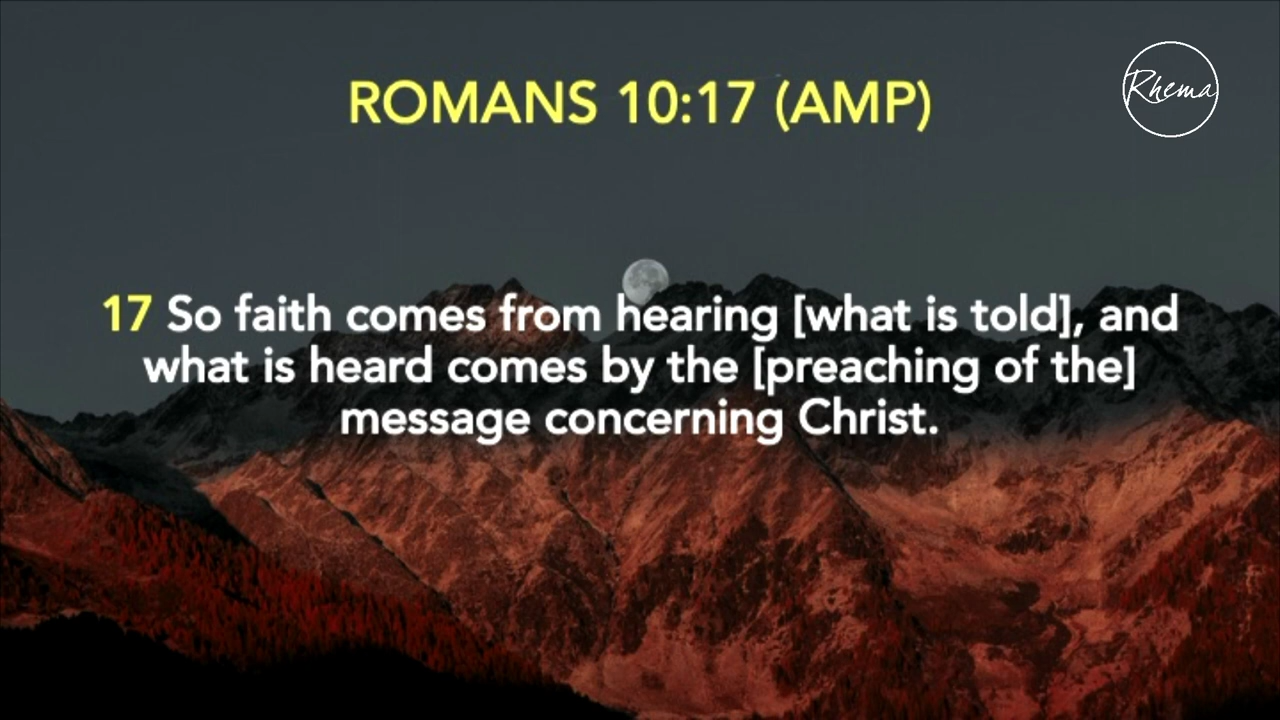 ROMANS 10:17 (AMP)
Rhema
17 So faith comes from hearing [what is told], and
what is heard comes by the [preaching of the]
message concerning Christ.